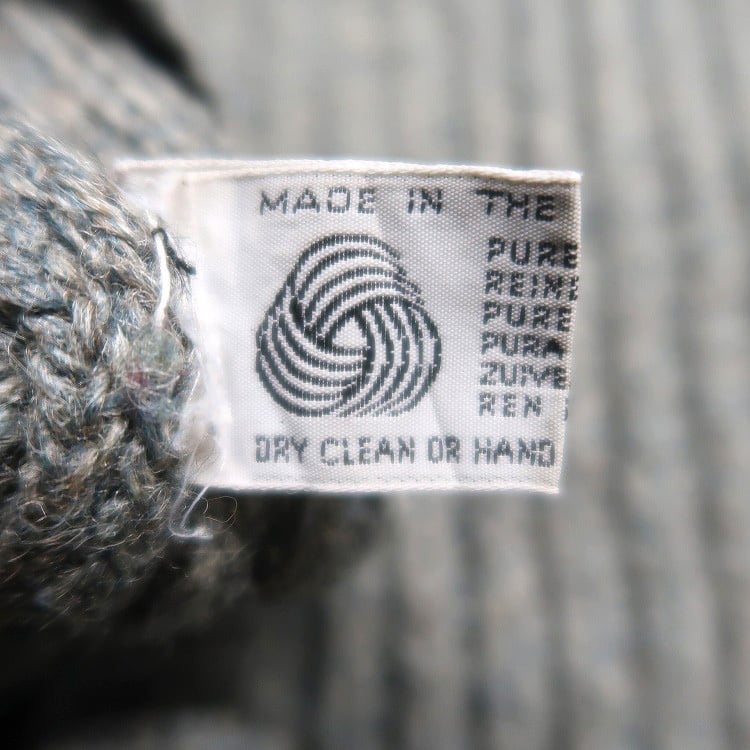 MADE IN THE
PURE
REINE
PURE
PURA
ZUIVE
REN
DRY CLEAN OR HAND